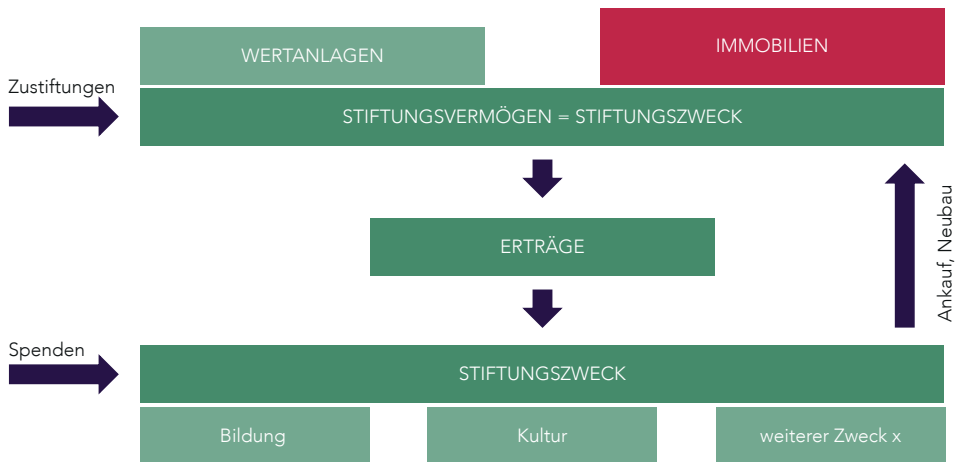 WERTANLAGEN
IMMOBILIEN
Zustiftungen
STIFTUNGSVERMÖGEN = STIFTUNGSZWECK
ERTRÄGE
Ankauf, Neubau
Spenden
STIFTUNGSZWECK
Bildung
Kultur
weiterer Zweck x